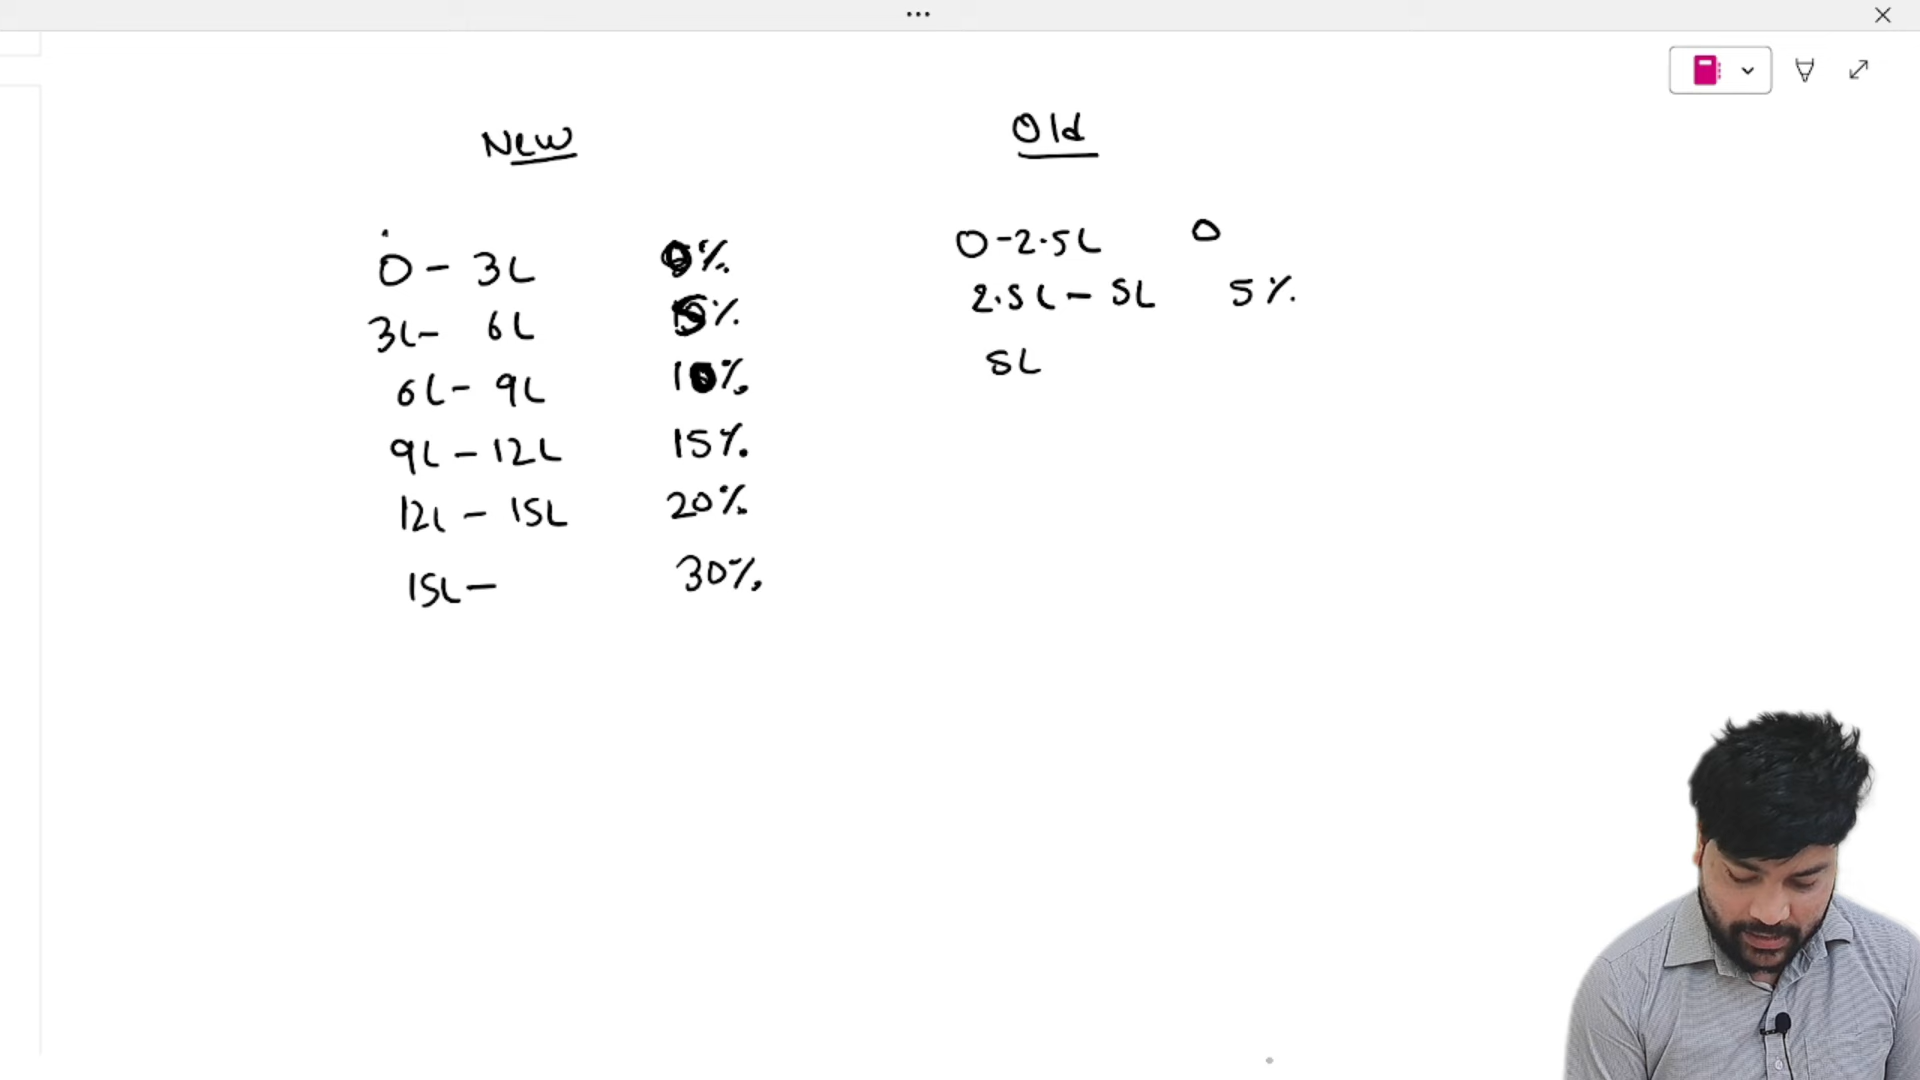 New
0 - 3L 0%
3L - 6L 5%
6L - 9L 10%
9L - 12L 15%
12L - 15L 20%
15L - 30%
Old
0 - 2.5L 0
2.5L - 5L 5%
5L